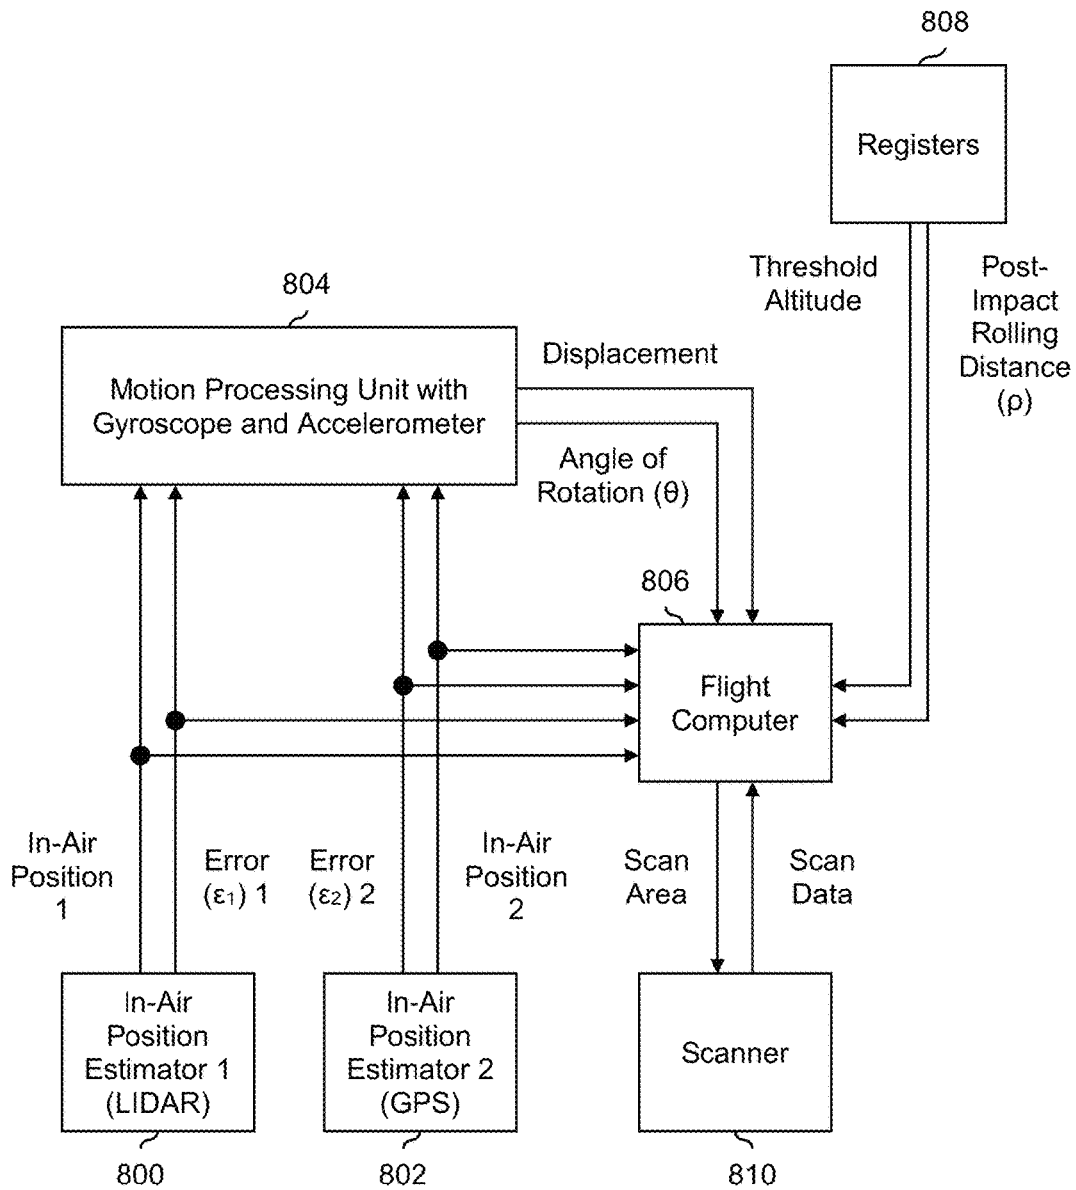 808
Registers
Threshold
Altitude
Post-
Impact
Rolling
Distance
(ρ)
804
Motion Processing Unit with
Gyroscope and Accelerometer
Displacement
Angle of
Rotation (θ)
806
Flight
Computer
In-Air
Position
1
Error
(ε₁) 1
Error
(ε₂) 2
In-Air
Position
2
Scan
Area
Scan
Data
In-Air
Position
Estimator 1
(LIDAR)
In-Air
Position
Estimator 2
(GPS)
Scanner
800
802
810